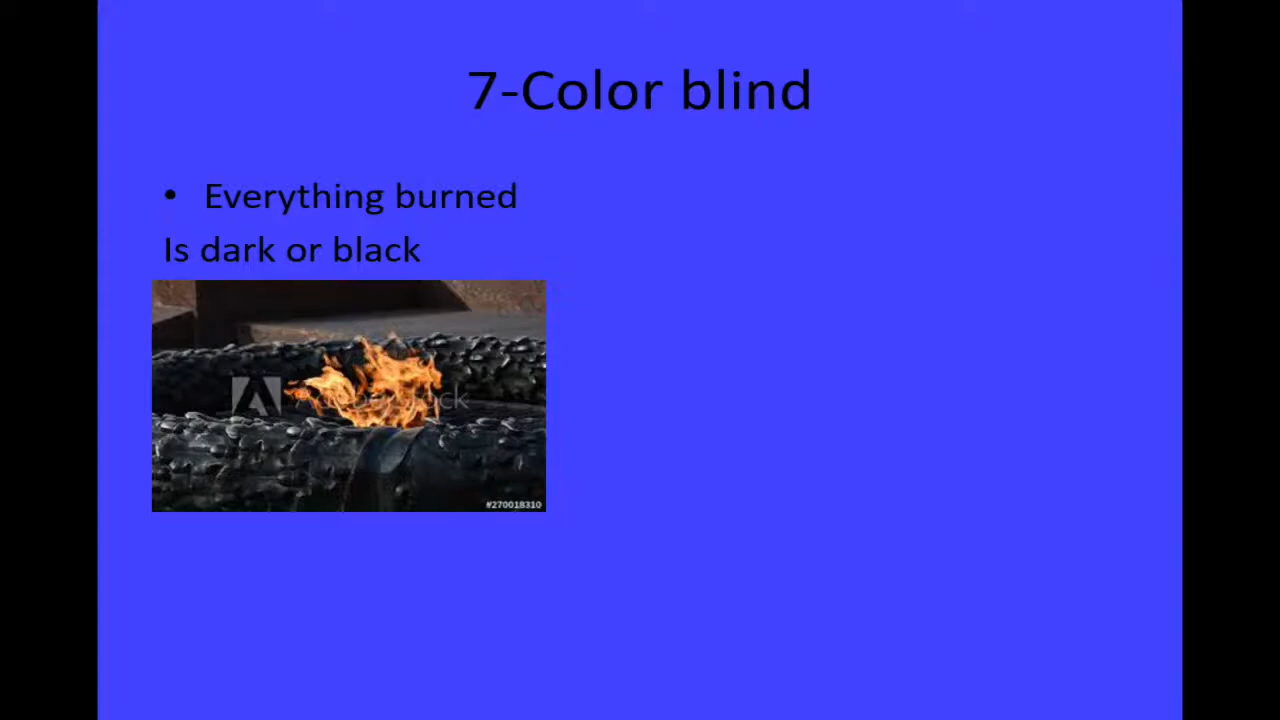 7-Color blind
• Everything burned
Is dark or black
#270018310